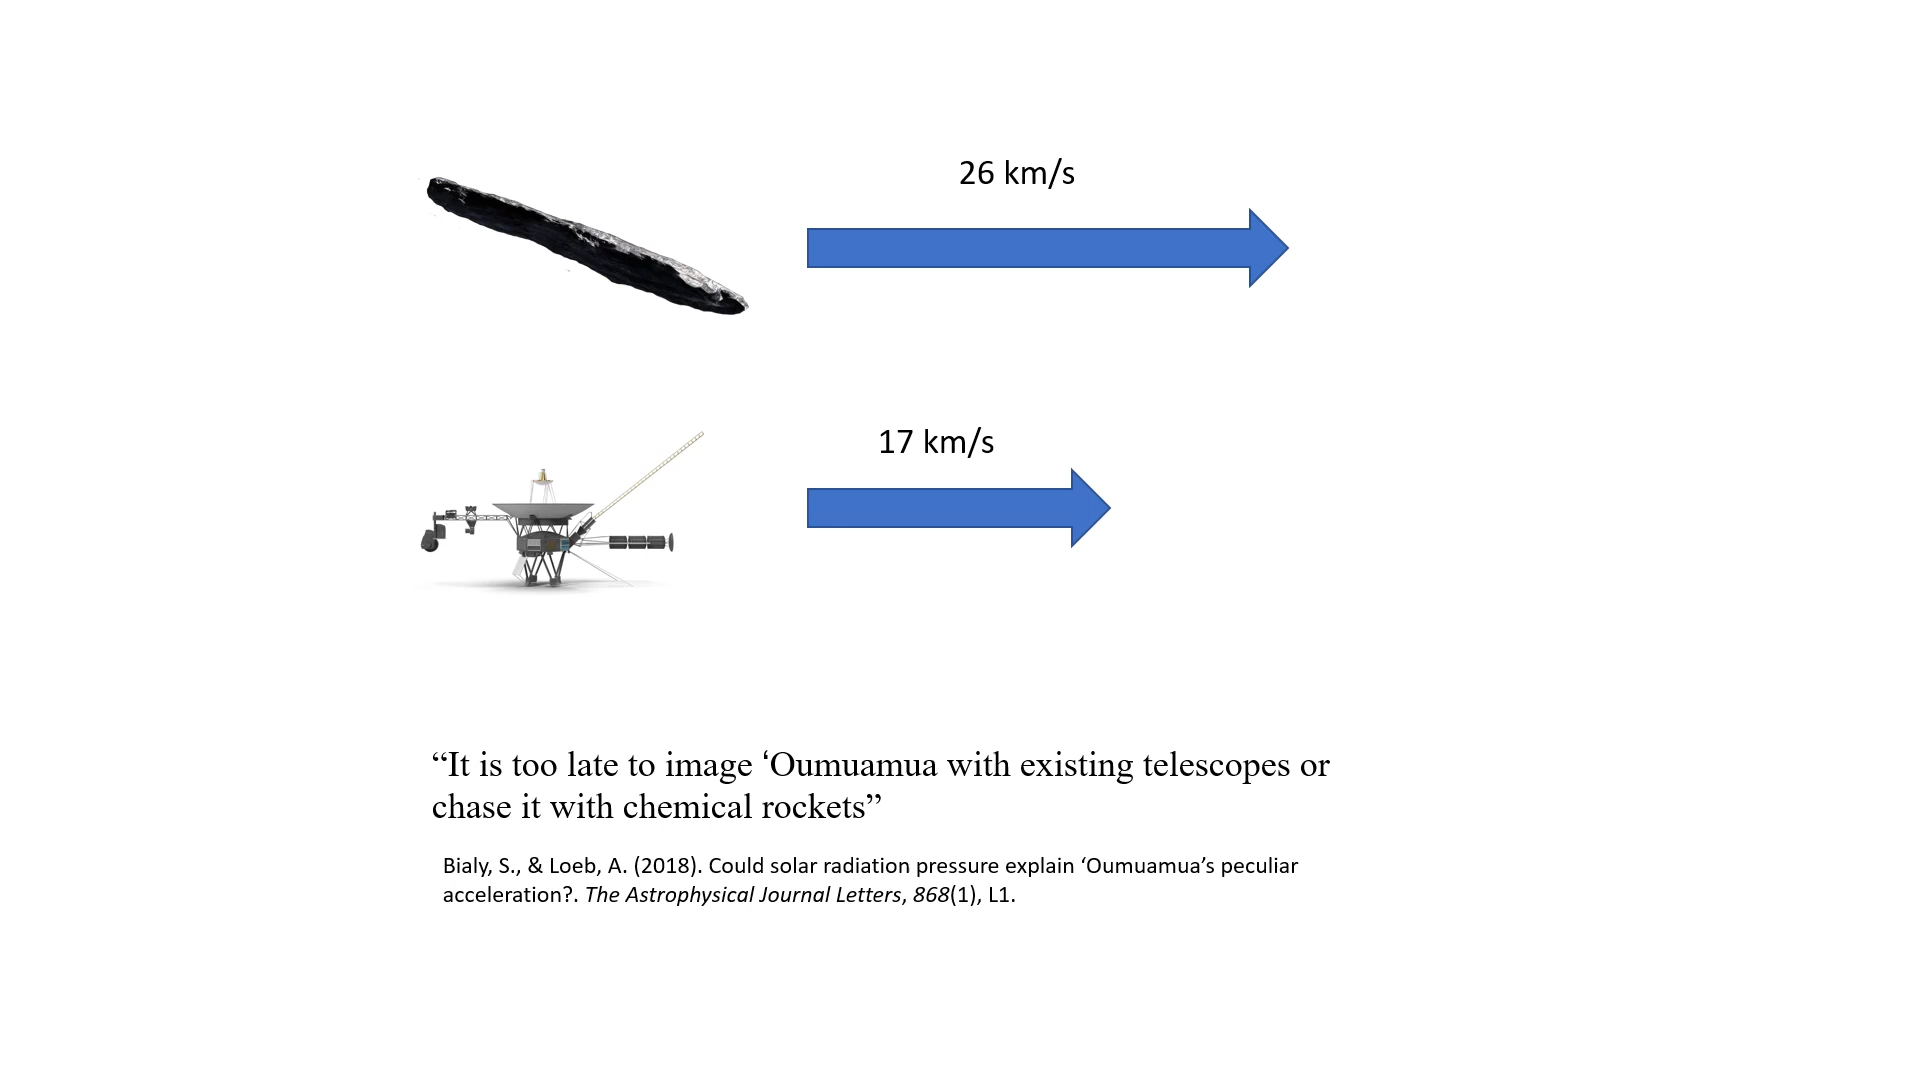 26 km/s
17 km/s
“It is too late to image ‘Oumuamua with existing telescopes or
chase it with chemical rockets”
Bialy, S., & Loeb, A. (2018). Could solar radiation pressure explain ‘Oumuamua’s peculiar
acceleration?. The Astrophysical Journal Letters, 868(1), L1.